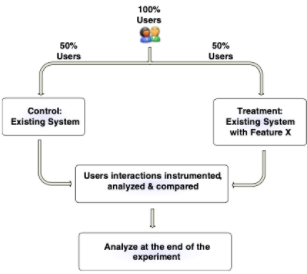 100%
Users
50%
Users
50%
Users
Control:
Existing System
Treatment:
Existing System
with Feature X
Users interactions instrumented,
analyzed & compared
Analyze at the end of the
experiment